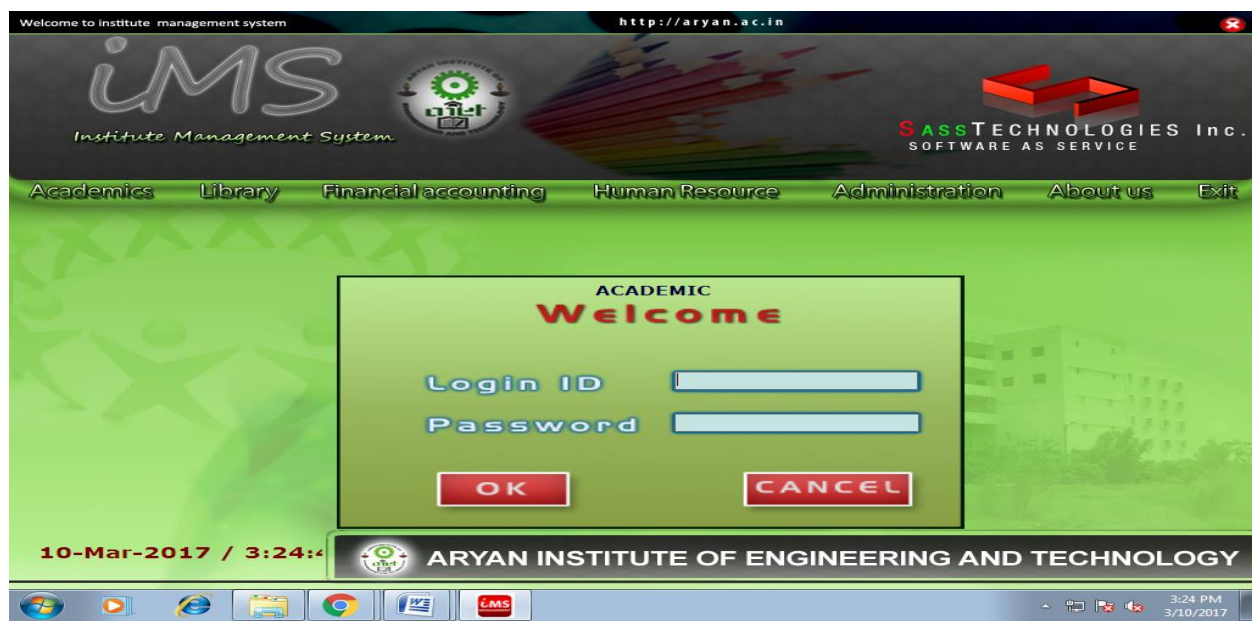 Welcome to institute management system
http://aryan.ac.in
iMS
Institute Management System
SASSTECHNOLOGIES Inc.
SOFTWARE AS SERVICE
Academics Library Financial accounting Human Resource Administration About us Exit
ACADEMIC
Welcome
Login ID
Password
OK CANCEL
10-Mar-2017 / 3:24:
ARYAN INSTITUTE OF ENGINEERING AND TECHNOLOGY
iMS
3:24 PM
3/10/2017